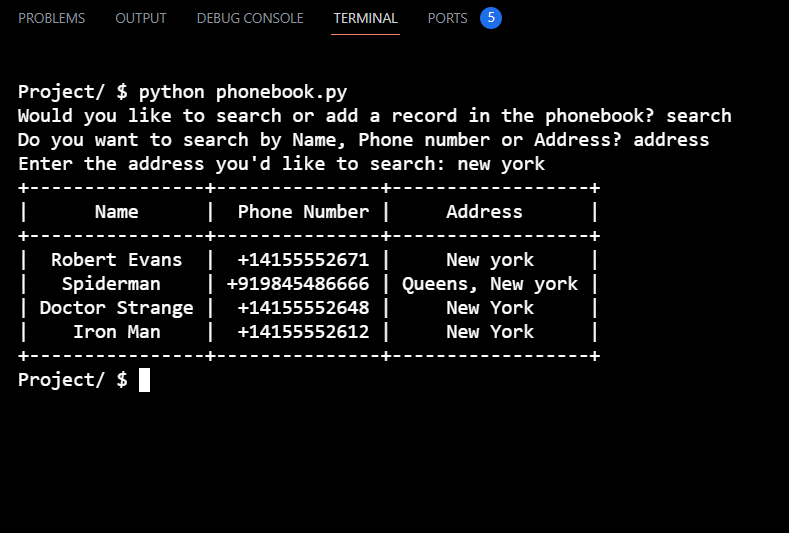 PROBLEMS OUTPUT DEBUG CONSOLE TERMINAL PORTS 5
Project/ $ python phonebook.py
Would you like to search or add a record in the phonebook? search
Do you want to search by Name, Phone number or Address? address
Enter the address you'd like to search: new york
+----------------+---------------+------------------+
|      Name      |  Phone Number |     Address      |
+----------------+---------------+------------------+
|  Robert Evans  |  +14155552671 |     New york     |
|   Spiderman    | +919845486666 | Queens, New york |
| Doctor Strange |  +14155552648 |     New York     |
|    Iron Man    |  +14155552612 |     New York     |
+----------------+---------------+------------------+
Project/ $